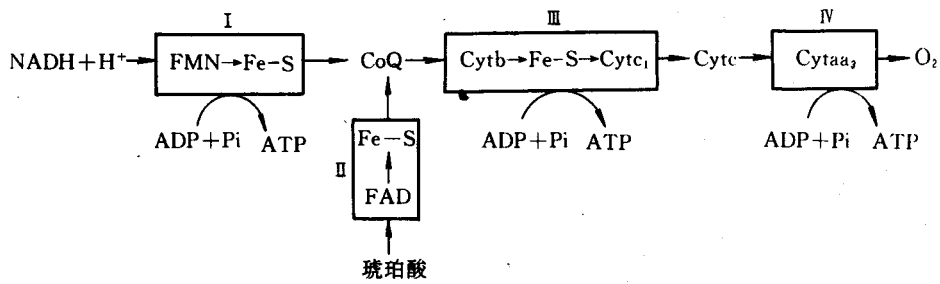 Ⅰ Ⅲ Ⅳ
NADH+H⁺ → FMN→Fe-S → CoQ → Cytb→Fe-S→Cytc₁ → Cytc → Cytaa₃ → O₂
ADP+Pi ATP ADP+Pi ATP ADP+Pi ATP
Fe-S
Ⅱ
FAD
琥珀酸